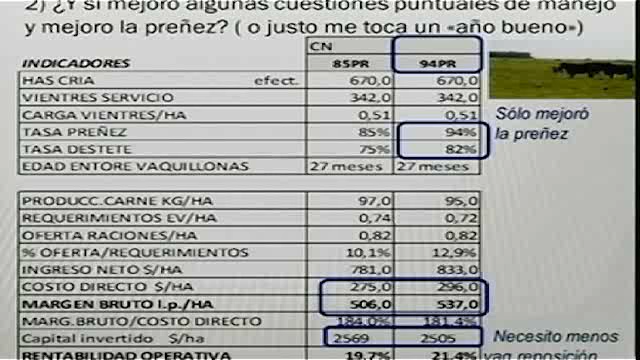 2) ¿Y si mejoro algunas cuestiones puntuales de manejo
y mejoro la preñez? ( o justo me toca un «año bueno»)
CN
INDICADORES 85PR 94PR
HAS CRIA efect. 670,0 670,0
VIENTRES SERVICIO 342,0 342,0
CARGA VIENTRES/HA 0,51 0,51
TASA PREÑEZ 85% 94%
TASA DESTETE 75% 82%
EDAD ENTORE VAQUILLONAS 27 meses 27 meses
Sólo mejoró
la preñez
PRODUCC.CARNE KG/HA 97,0 95,0
REQUERIMIENTOS EV/HA 0,74 0,72
OFERTA RACIONES/HA 0,82 0,82
% OFERTA/REQUERIMIENTOS 10,1% 12,9%
INGRESO NETO $/HA 781,0 833,0
COSTO DIRECTO $/HA 275,0 296,0
MARGEN BRUTO I.p./HA 506,0 537,0
MARG.BRUTO/COSTO DIRECTO 184,0% 181,4%
Capital invertido $/ha 2569 2505
RENTABILIDAD OPERATIVA 19,7% 21,4%
Necesito menos
vaq reposición